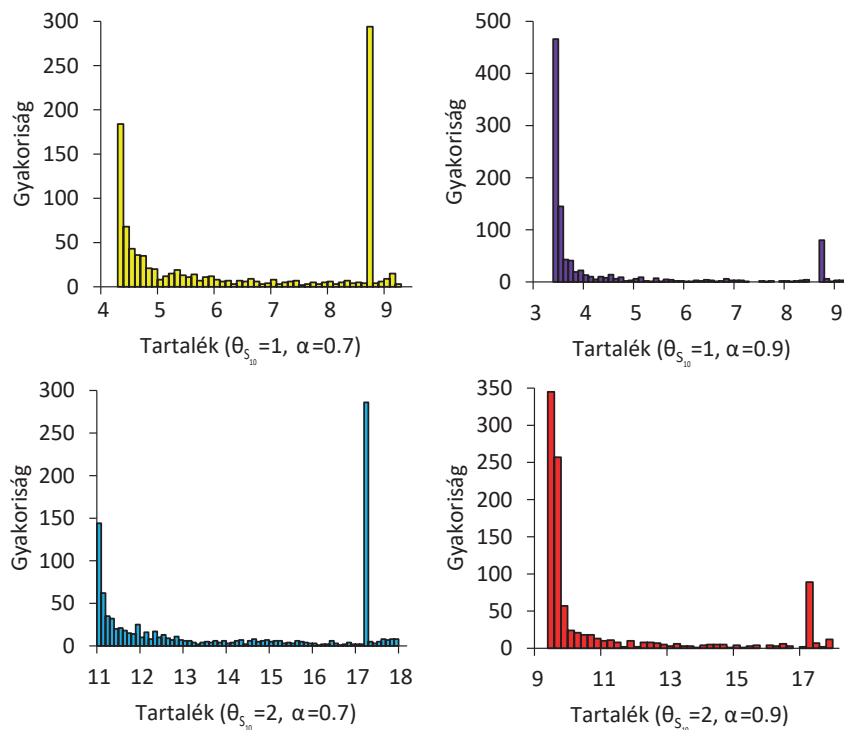 300
250
200
150
100
50
0
Gyakoriság
4 5 6 7 8 9
Tartalék (θS₁₀=1, α=0.7)
500
400
300
200
100
0
Gyakoriság
3 4 5 6 7 8 9
Tartalék (θS₁₀=1, α=0.9)
300
250
200
150
100
50
0
Gyakoriság
11 12 13 14 15 16 17 18
Tartalék (θS₁₀=2, α=0.7)
350
300
250
200
150
100
50
0
Gyakoriság
9 11 13 15 17
Tartalék (θS₁₀=2, α=0.9)